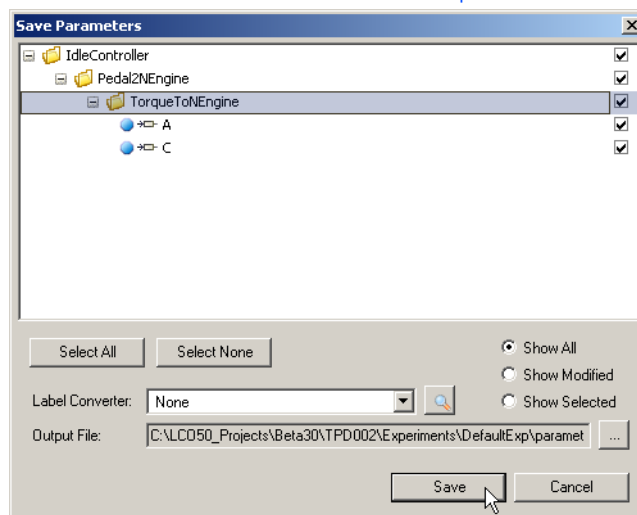 Save Parameters
IdleController
Pedal2NEngine
TorqueToNEngine
A
C
Select All
Select None
Show All
Show Modified
Show Selected
Label Converter: None
Output File: C:\LCO50_Projects\Beta30\TPD002\Experiments\DefaultExp\paramet ...
Save
Cancel